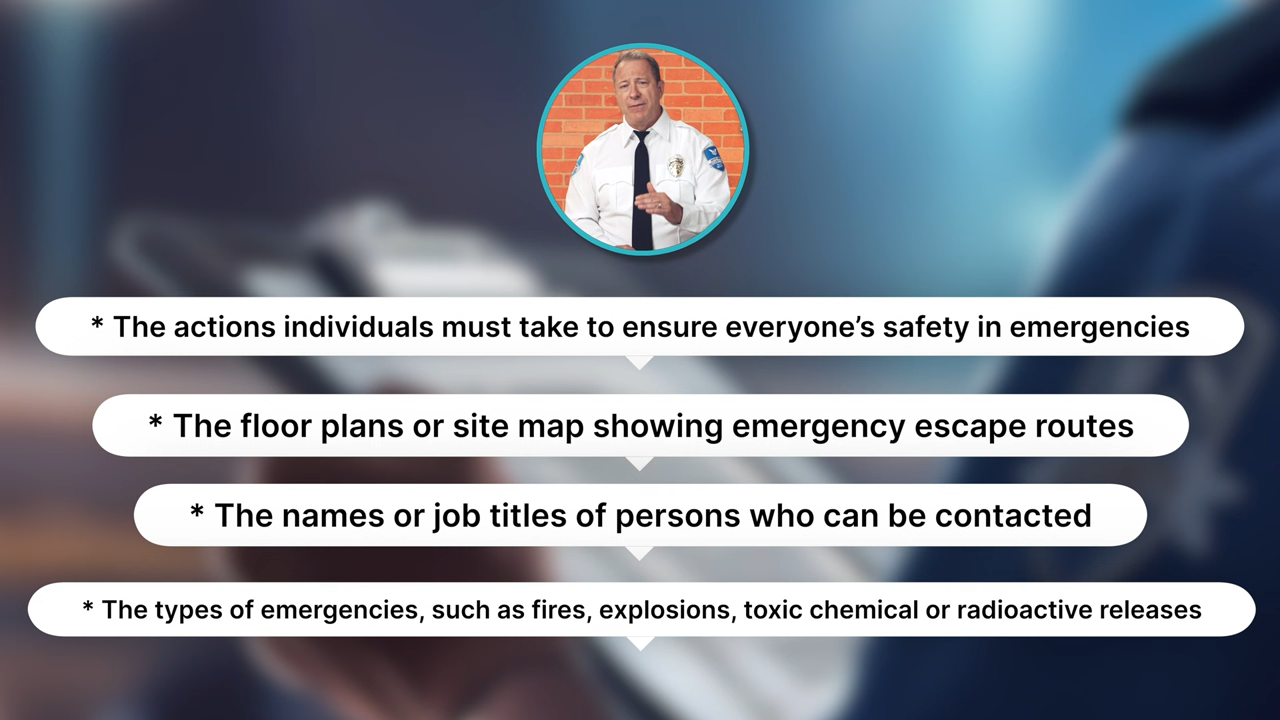 * The actions individuals must take to ensure everyone’s safety in emergencies
* The floor plans or site map showing emergency escape routes
* The names or job titles of persons who can be contacted
* The types of emergencies, such as fires, explosions, toxic chemical or radioactive releases